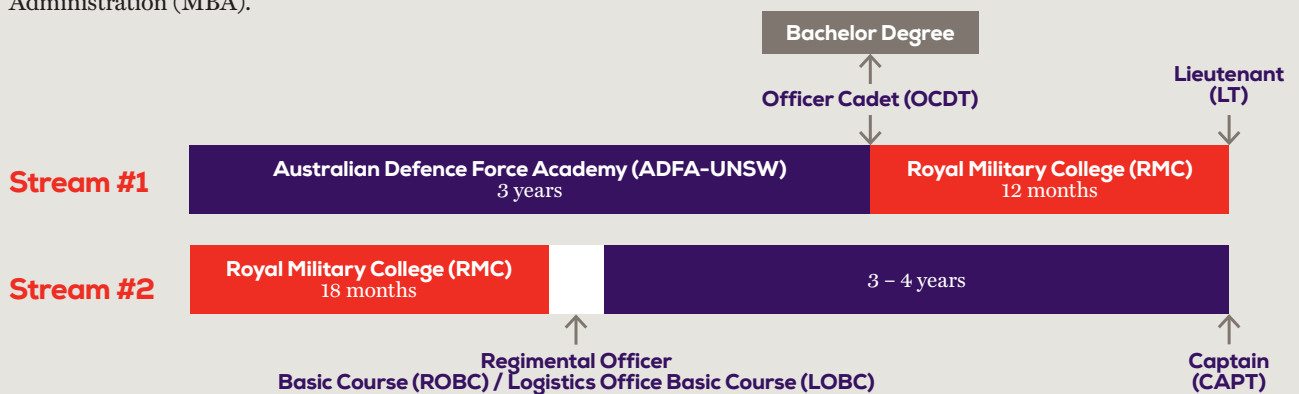 Administration (MBA).
Bachelor Degree
Officer Cadet (OCDT)
Lieutenant
(LT)
Stream #1
Australian Defence Force Academy (ADFA-UNSW)
3 years
Royal Military College (RMC)
12 months
Stream #2
Royal Military College (RMC)
18 months
3 – 4 years
Regimental Officer
Basic Course (ROBC) / Logistics Office Basic Course (LOBC)
Captain
(CAPT)